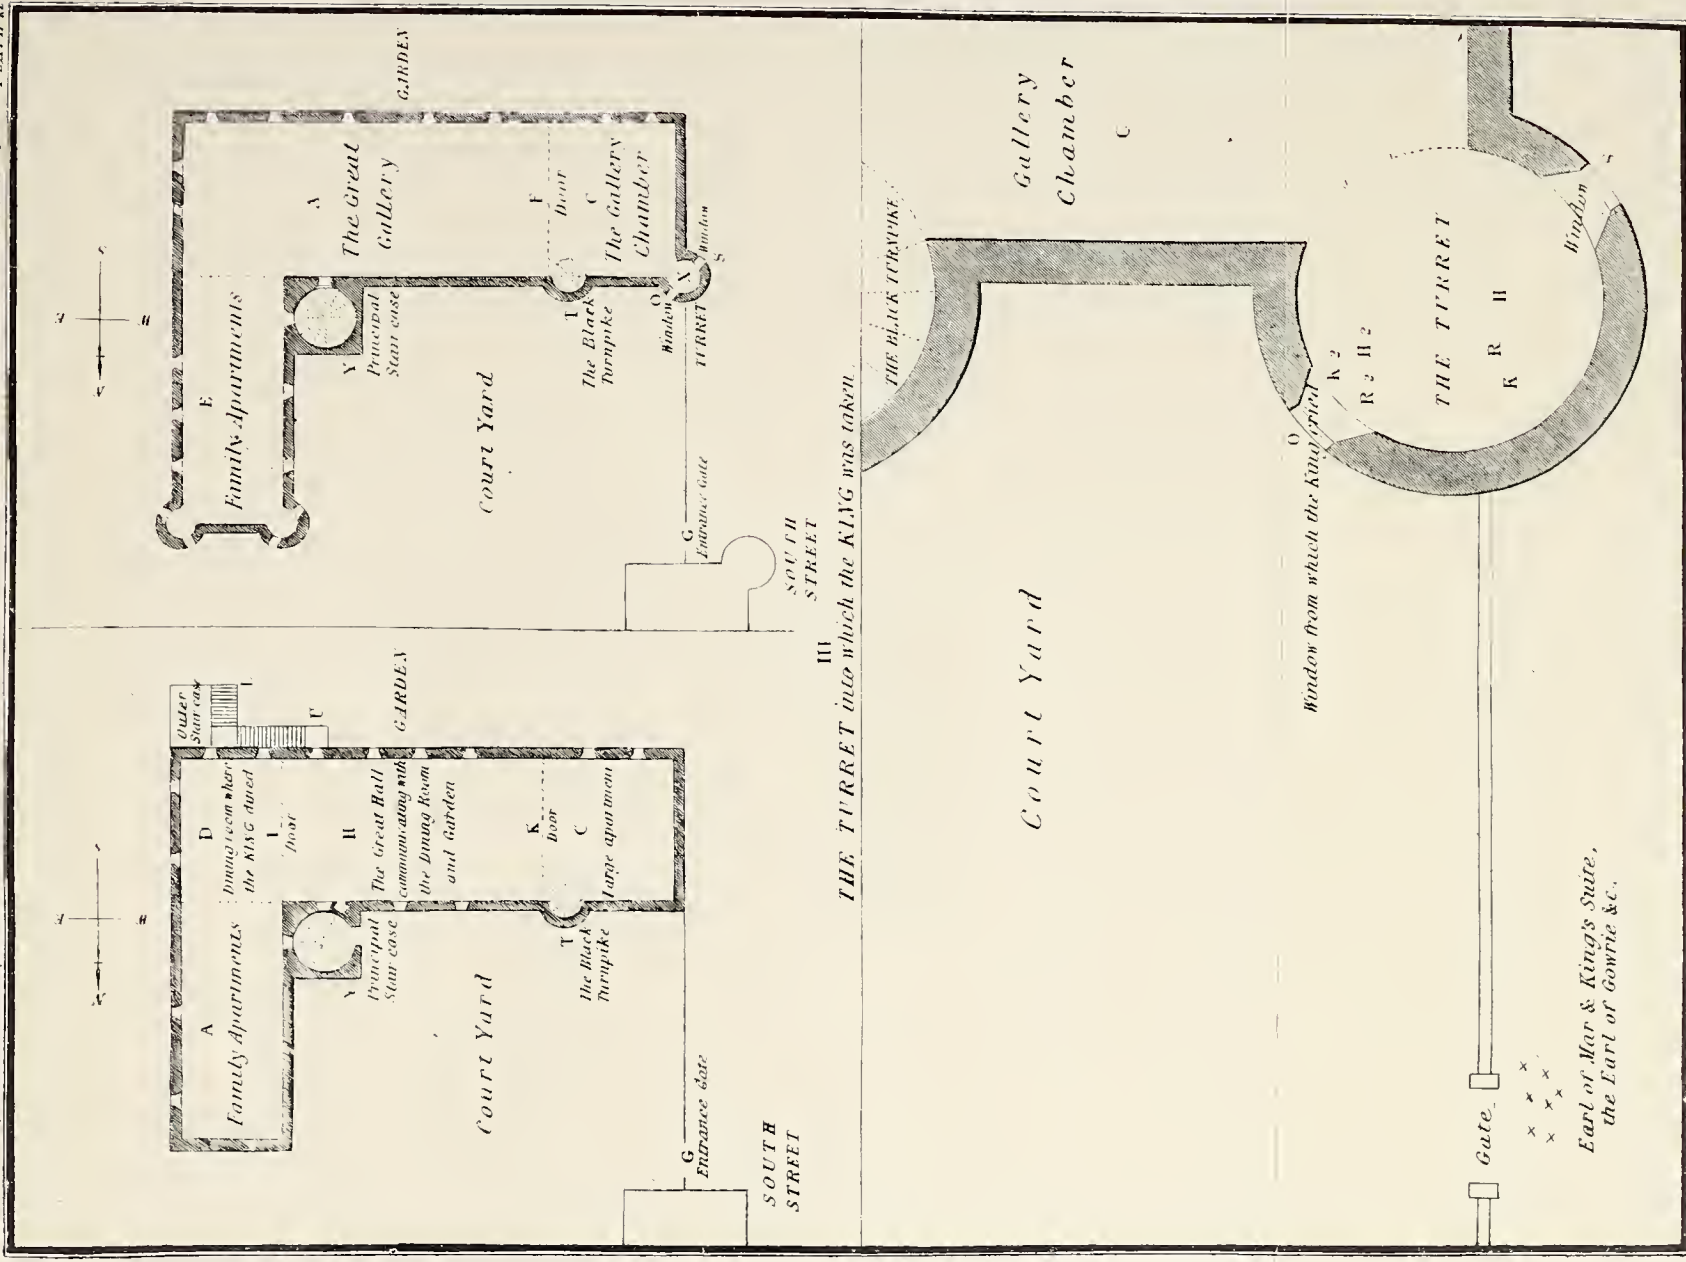 GARDEN
A
The Great
Gallery
F
Door
C
The Gallery
Chamber
Window
S
X
O
Window
TURRET
E
Family Apartments
Y
Principal
Stair case
T
The Black
Turnpike
Court Yard
G
Entrance Gate
SOUTH
STREET
N
W
Outer
Stair case
L
U
GARDEN
D
Dining room where
the KING dined
I
Door
H
The Great Hall
communicating with
the Dining Room
and Garden
K
Door
C
Large apartment
A
Family Apartments
Y
Principal
Stair case
T
The Black
Turnpike
Court Yard
G
Entrance Gate
SOUTH
STREET
III
THE TURRET into which the KING was taken.
Gallery
Chamber
C
THE BLACK TURNPIKE
Court Yard
O
Window from which the King cried
K 2
R 2 H 2
THE TURRET
K R H
Window
Gate
Earl of Mar & King's Suite,
the Earl of Gowrie &c.